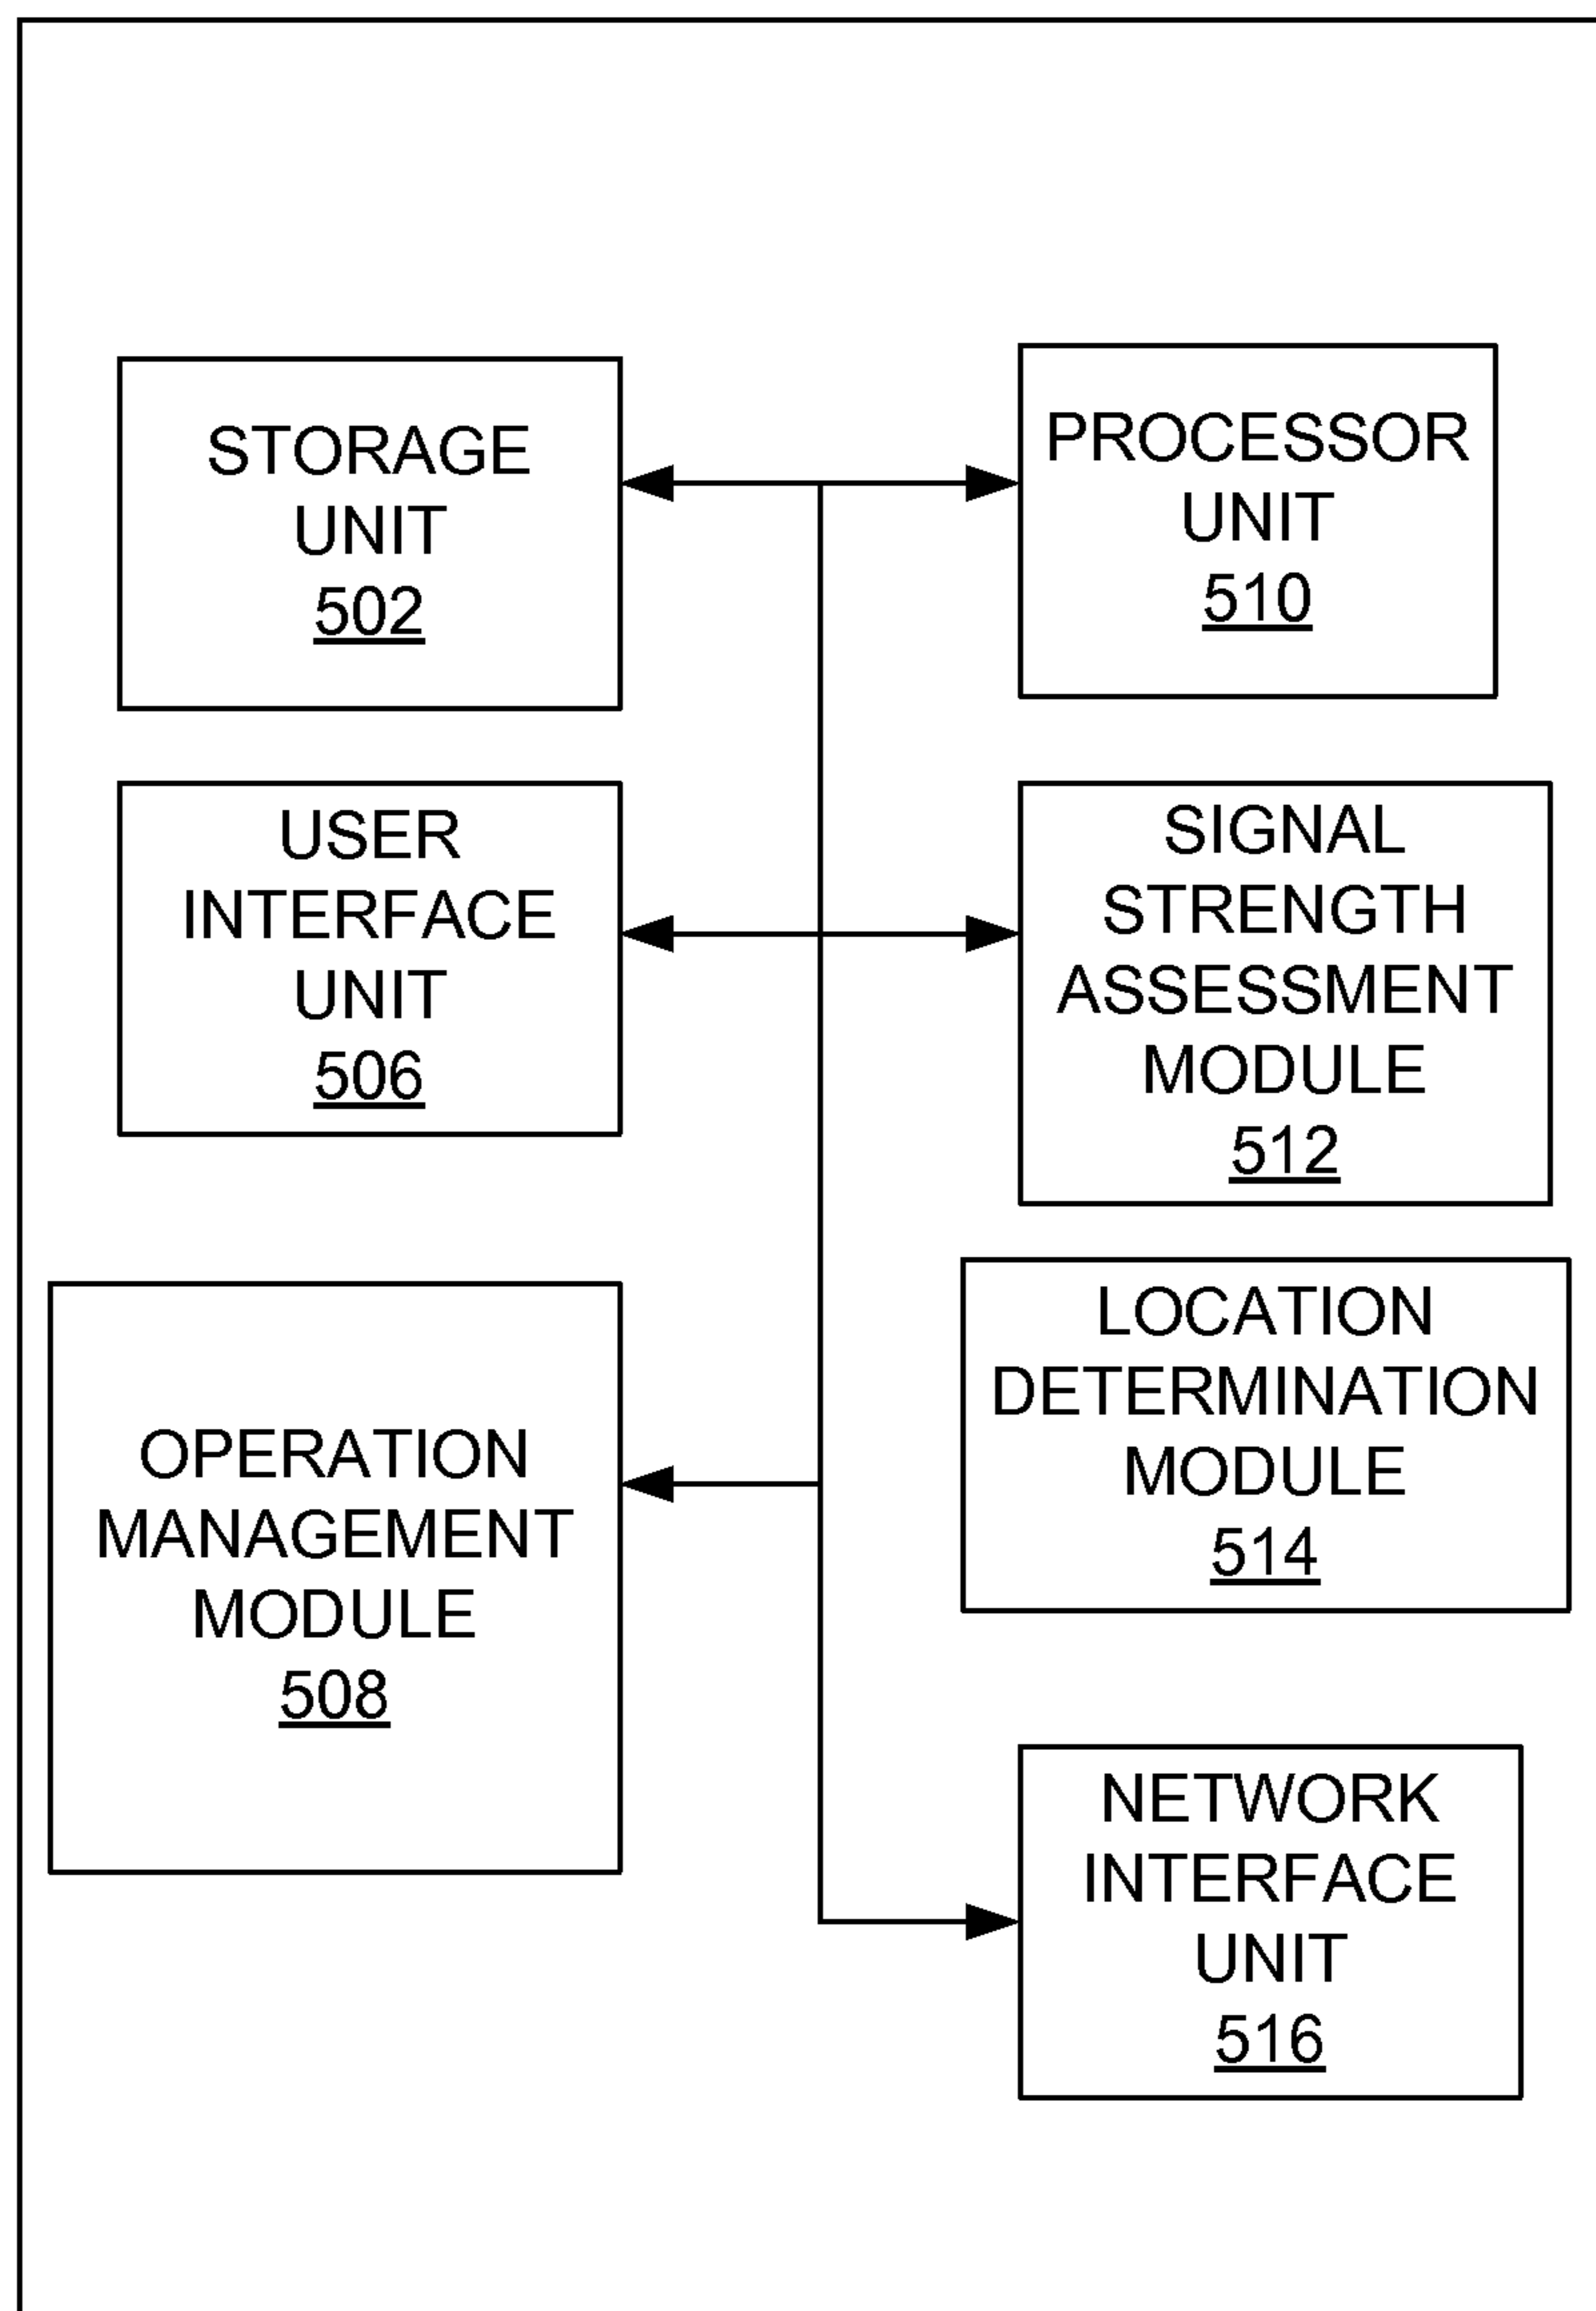 STORAGE
UNIT
502
PROCESSOR
UNIT
510
USER
INTERFACE
UNIT
506
SIGNAL
STRENGTH
ASSESSMENT
MODULE
512
OPERATION
MANAGEMENT
MODULE
508
LOCATION
DETERMINATION
MODULE
514
NETWORK
INTERFACE
UNIT
516